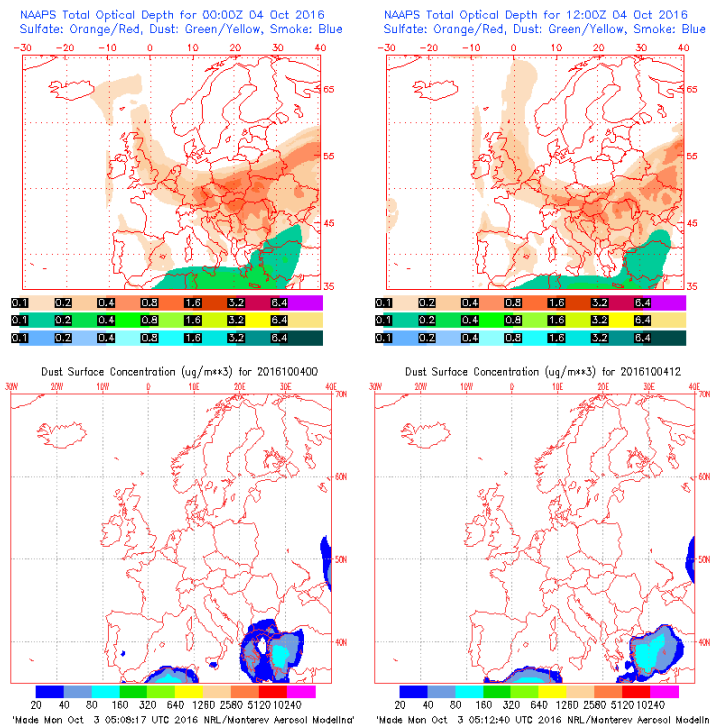 NAAPS Total Optical Depth for 00:00Z 04 Oct 2016
Sulfate: Orange/Red, Dust: Green/Yellow, Smoke: Blue
-30 -20 -10 0 10 20 30 40
65
55
45
35
0.1 0.2 0.4 0.8 1.6 3.2 6.4
0.1 0.2 0.4 0.8 1.6 3.2 6.4
0.1 0.2 0.4 0.8 1.6 3.2 6.4
NAAPS Total Optical Depth for 12:00Z 04 Oct 2016
Sulfate: Orange/Red, Dust: Green/Yellow, Smoke: Blue
-30 -20 -10 0 10 20 30 40
65
55
45
35
0.1 0.2 0.4 0.8 1.6 3.2 6.4
0.1 0.2 0.4 0.8 1.6 3.2 6.4
0.1 0.2 0.4 0.8 1.6 3.2 6.4
Dust Surface Concentration (ug/m**3) for 2016100400
30W 20W 10W 0 10E 20E 30E 40E
70N
60N
50N
40N
20 40 80 160 320 640 1280 2580 5120 10240
'Made Mon Oct 3 05:09:17 UTC 2016 NRL/Monterey Aerosol Modeling'
Dust Surface Concentration (ug/m**3) for 2016100412
30W 20W 10W 0 10E 20E 30E 40E
70N
60N
50N
40N
20 40 80 160 320 640 1280 2580 5120 10240
'Made Mon Oct 3 05:12:40 UTC 2016 NRL/Monterey Aerosol Modeling'